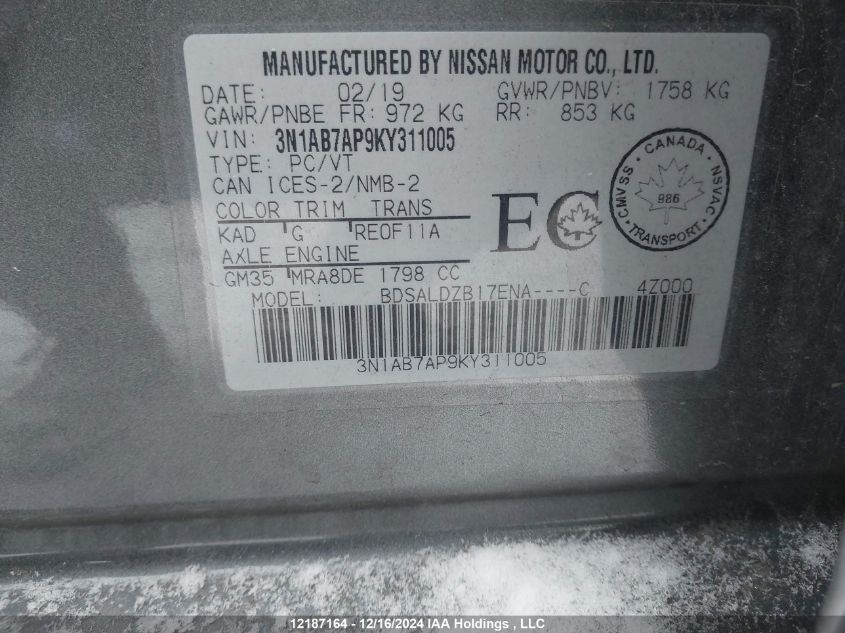 MANUFACTURED BY NISSAN MOTOR CO., LTD.
DATE: 02/19 GVWR/PNBV: 1758 KG
GAWR/PNBE FR: 972 KG RR: 853 KG
VIN: 3N1AB7AP9KY311005
TYPE: PC/VT
CAN ICES-2/NMB-2
COLOR TRIM TRANS
KAD G RE0F11A
AXLE ENGINE
GM35 MRA8DE 1798 CC
MODEL: BDSALDZB17ENA----C 4Z000
3N1AB7AP9KY311005
EC
CANADA
CMVSS NSVAC
986
TRANSPORT
12187164 - 12/16/2024 IAA Holdings, LLC